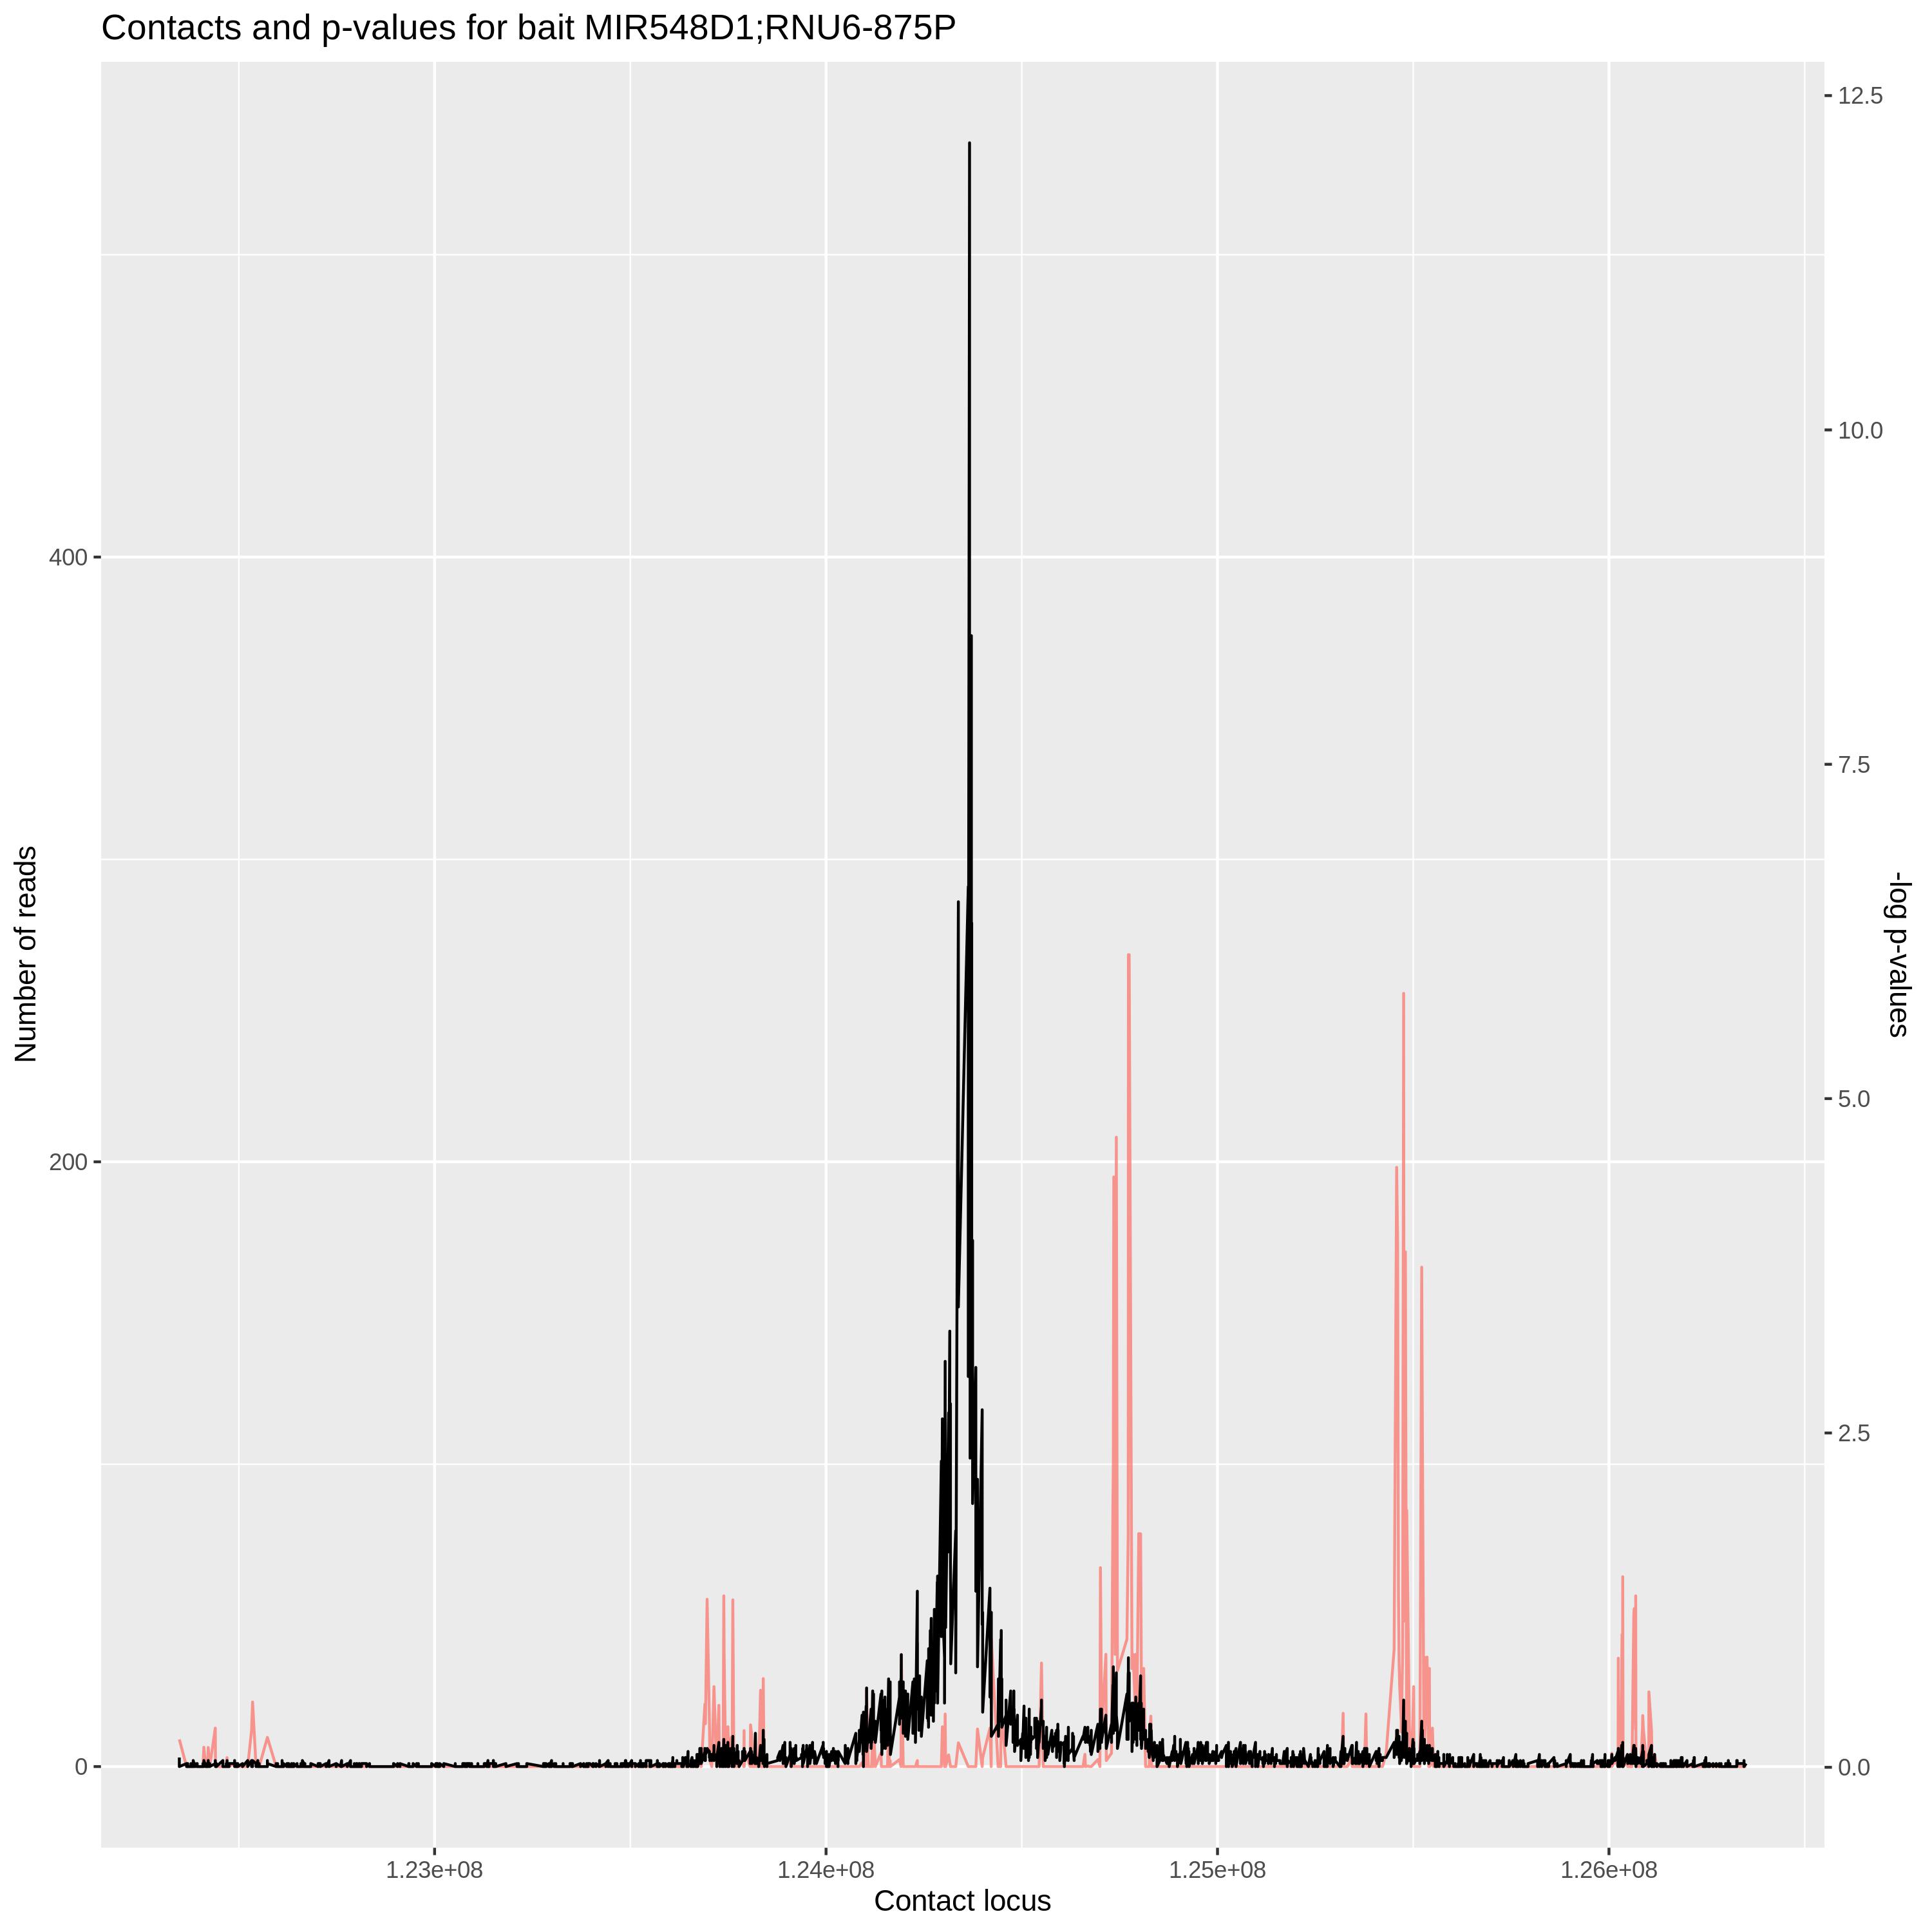 Contacts and p-values for bait MIR548D1;RNU6-875P
12.5
10.0
400
7.5
Number of reads
-log p-values
5.0
200
2.5
0
0.0
1.23e+08
1.24e+08
1.25e+08
1.26e+08
Contact locus